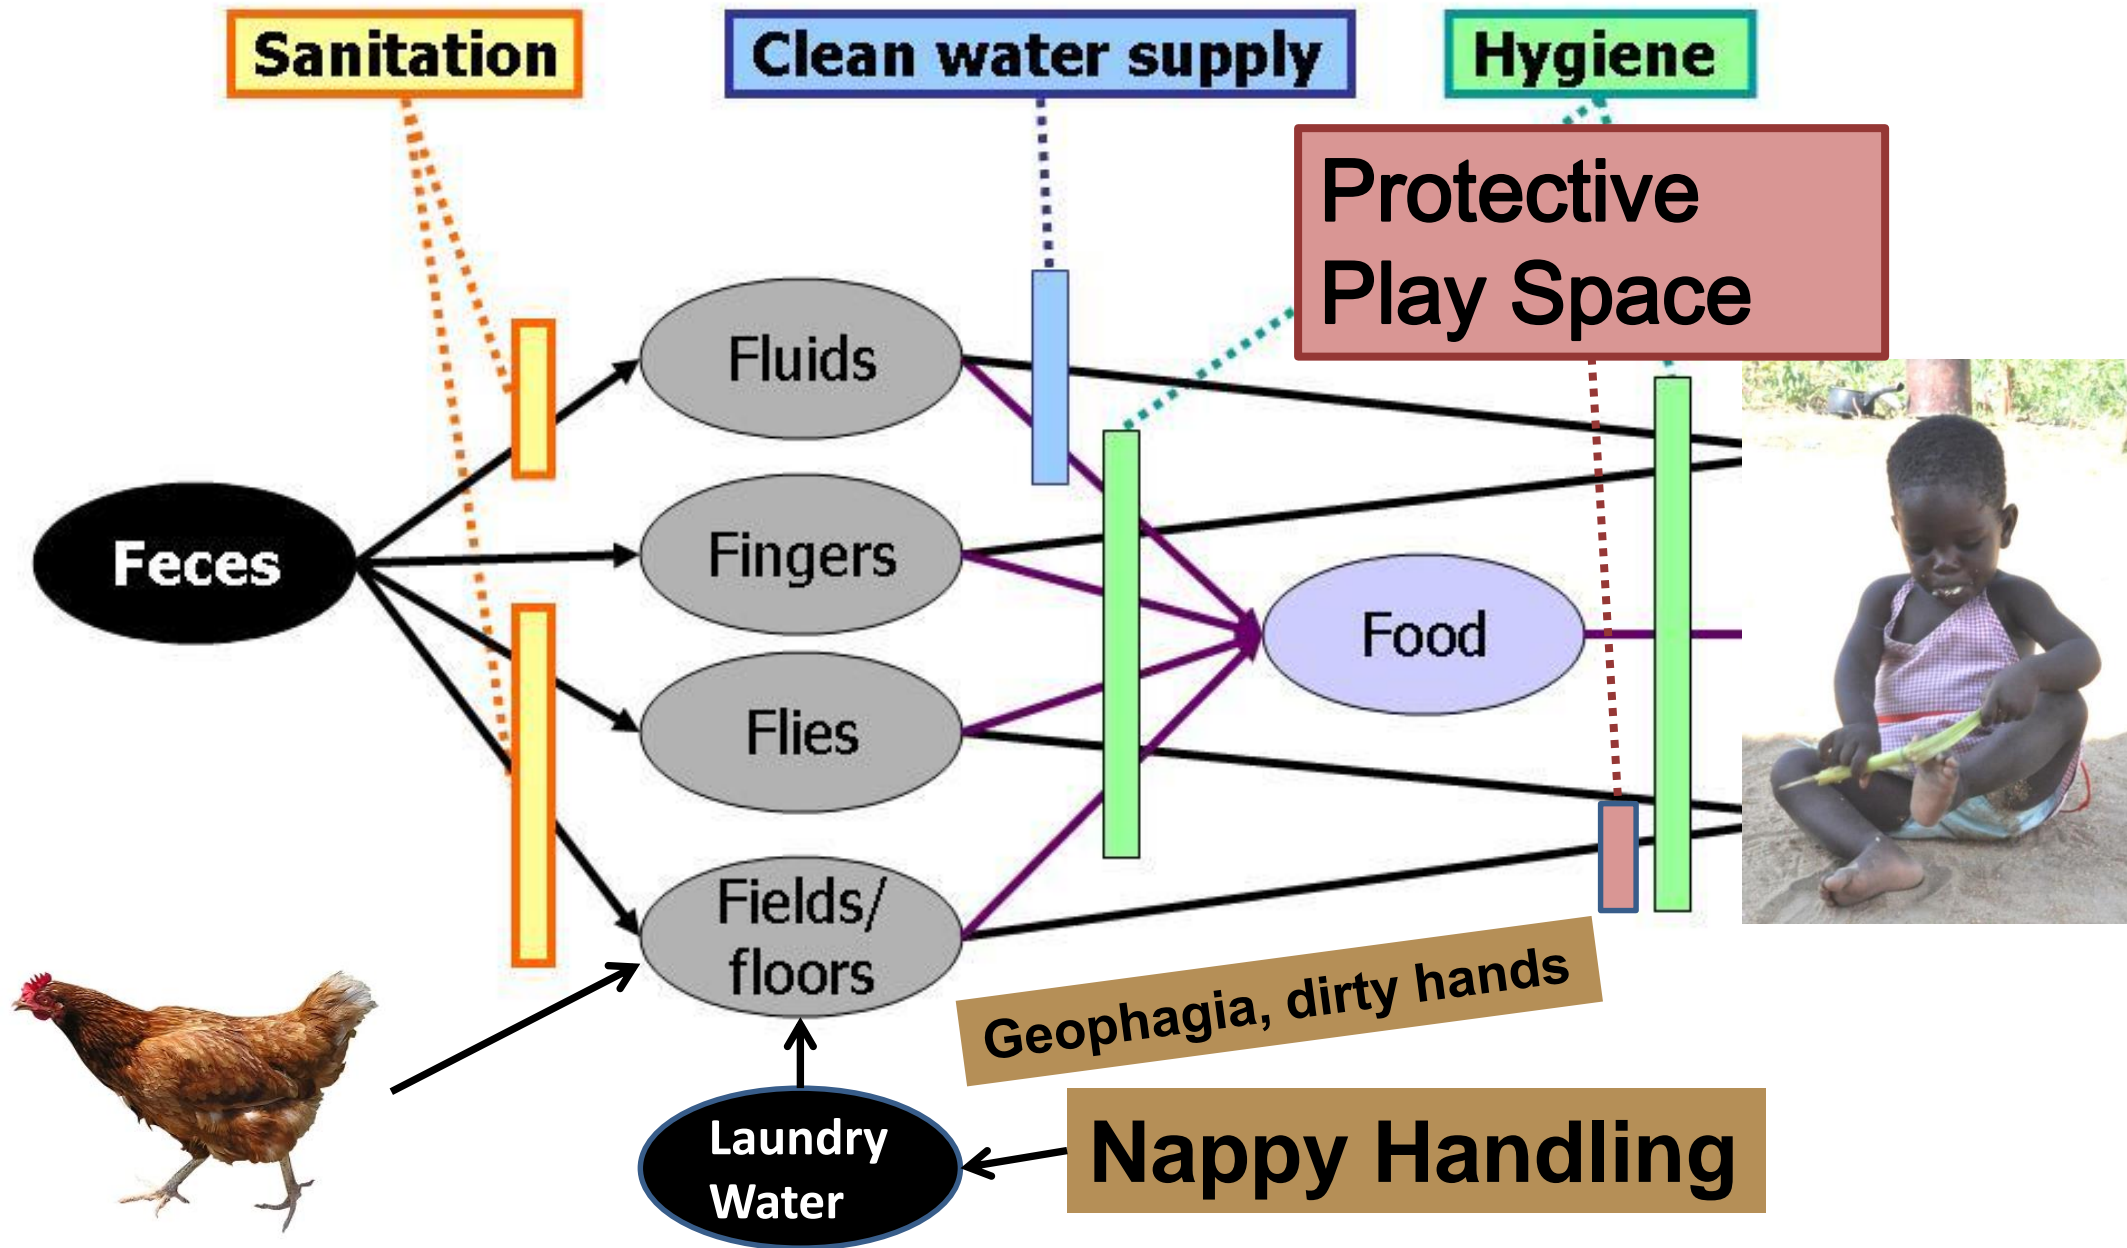 Sanitation
Clean water supply
Hygiene
Protective
Play Space
Fluids
Feces
Fingers
Food
Flies
Fields/
floors
Geophagia, dirty hands
Laundry
Water
Nappy Handling